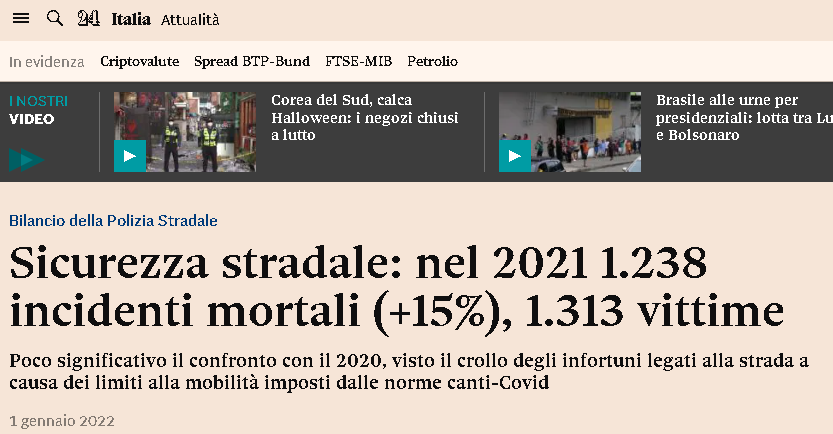 24 Italia Attualità
In evidenza Criptovalute Spread BTP-Bund FTSE-MIB Petrolio
I NOSTRI
VIDEO
Corea del Sud, calca
Halloween: i negozi chiusi
a lutto
Brasile alle urne per
presidenziali: lotta tra Lu
e Bolsonaro
Bilancio della Polizia Stradale
Sicurezza stradale: nel 2021 1.238
incidenti mortali (+15%), 1.313 vittime
Poco significativo il confronto con il 2020, visto il crollo degli infortuni legati alla strada a
causa dei limiti alla mobilità imposti dalle norme canti-Covid
1 gennaio 2022